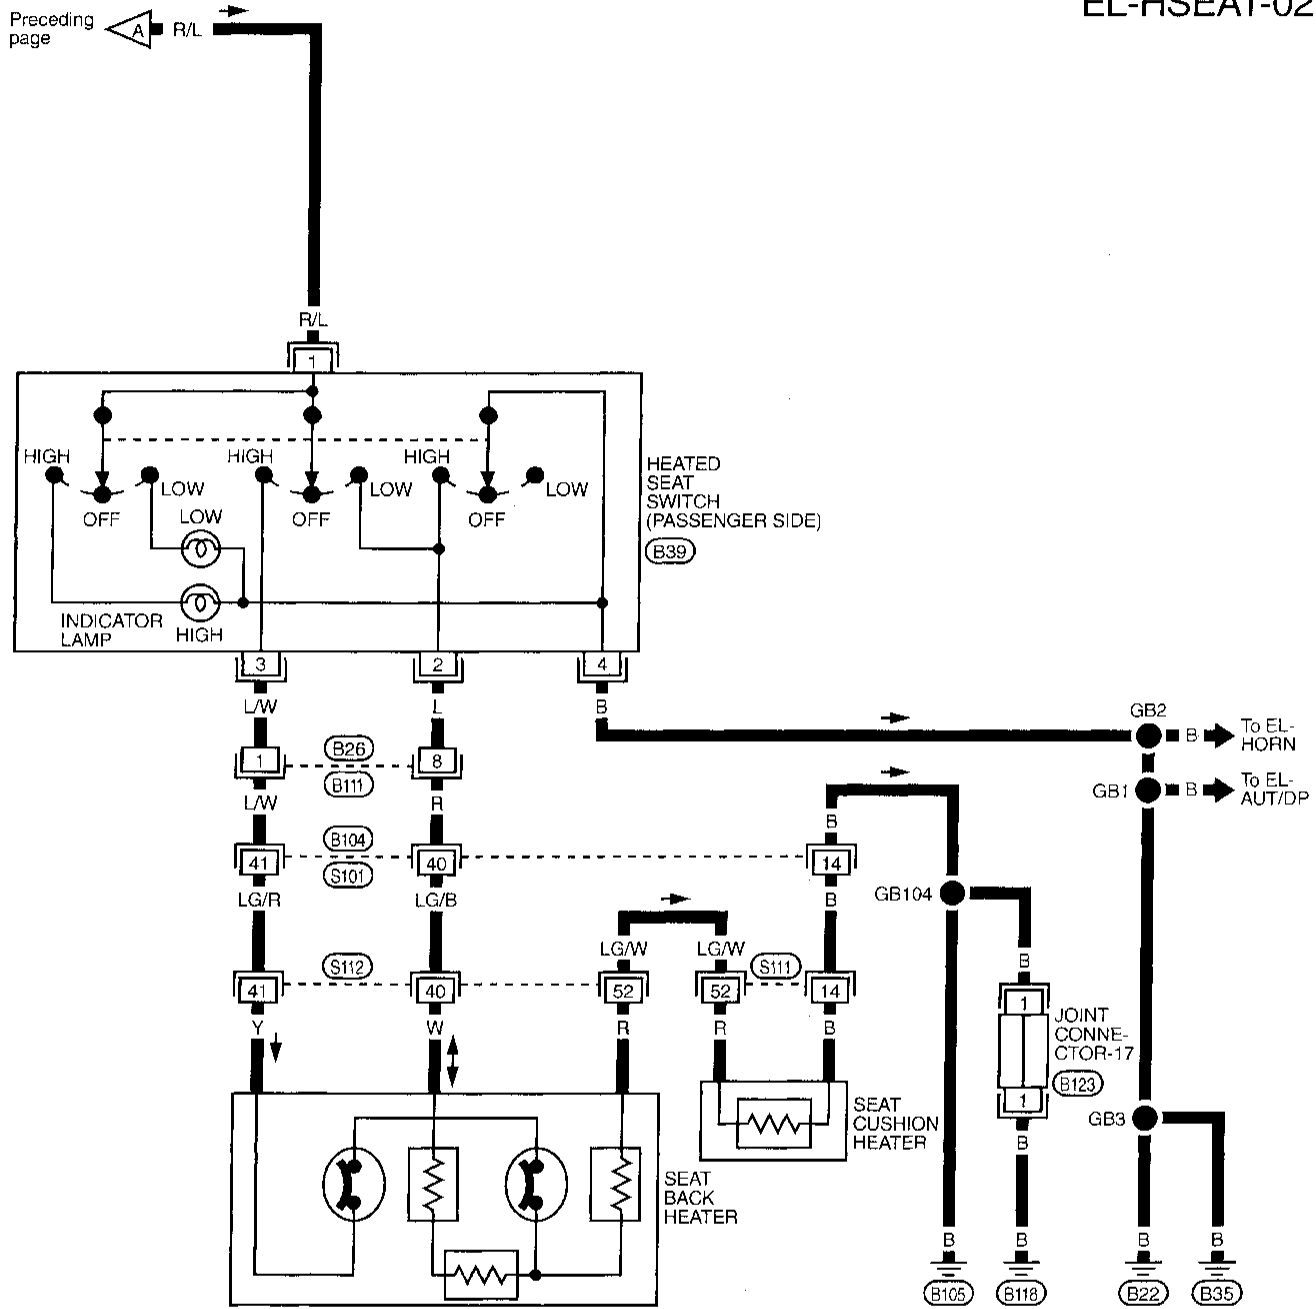 EL-HSEAT-02
Preceding
page
A
R/L
R/L
1
HIGH
LOW
OFF
HIGH
LOW
OFF
HIGH
LOW
OFF
LOW
HIGH
INDICATOR
LAMP
HEATED
SEAT
SWITCH
(PASSENGER SIDE)
B39
3
2
4
L/W
L
B
GB2
B
To EL-
HORN
1
B26
8
B111
GB1
B
To EL-
AUT/DP
L/W
R
B
41
B104
40
14
S101
LG/R
LG/B
B
GB104
LG/W
LG/W
B
41
S112
40
52
52
S111
14
Y
W
R
R
B
1
JOINT
CONNE-
CTOR-17
B123
1
SEAT
CUSHION
HEATER
GB3
B
SEAT
BACK
HEATER
B
B
B
B
B105
B118
B22
B35